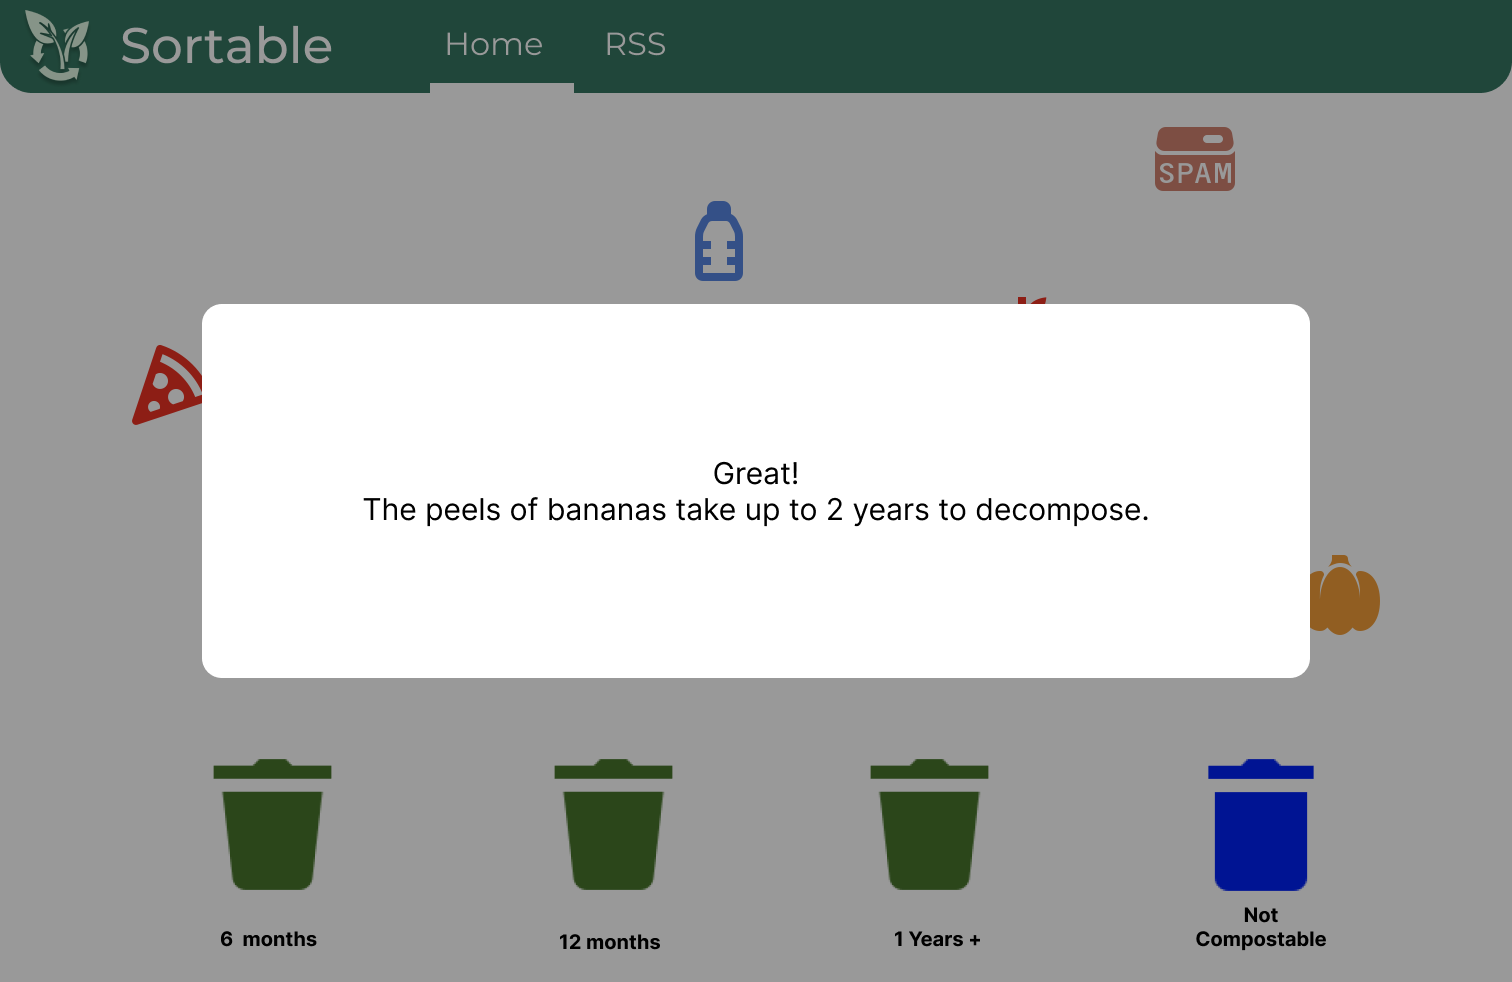 Sortable
Home
RSS
SPAM
Great!
The peels of bananas take up to 2 years to decompose.
6 months
12 months
1 Years +
Not
Compostable